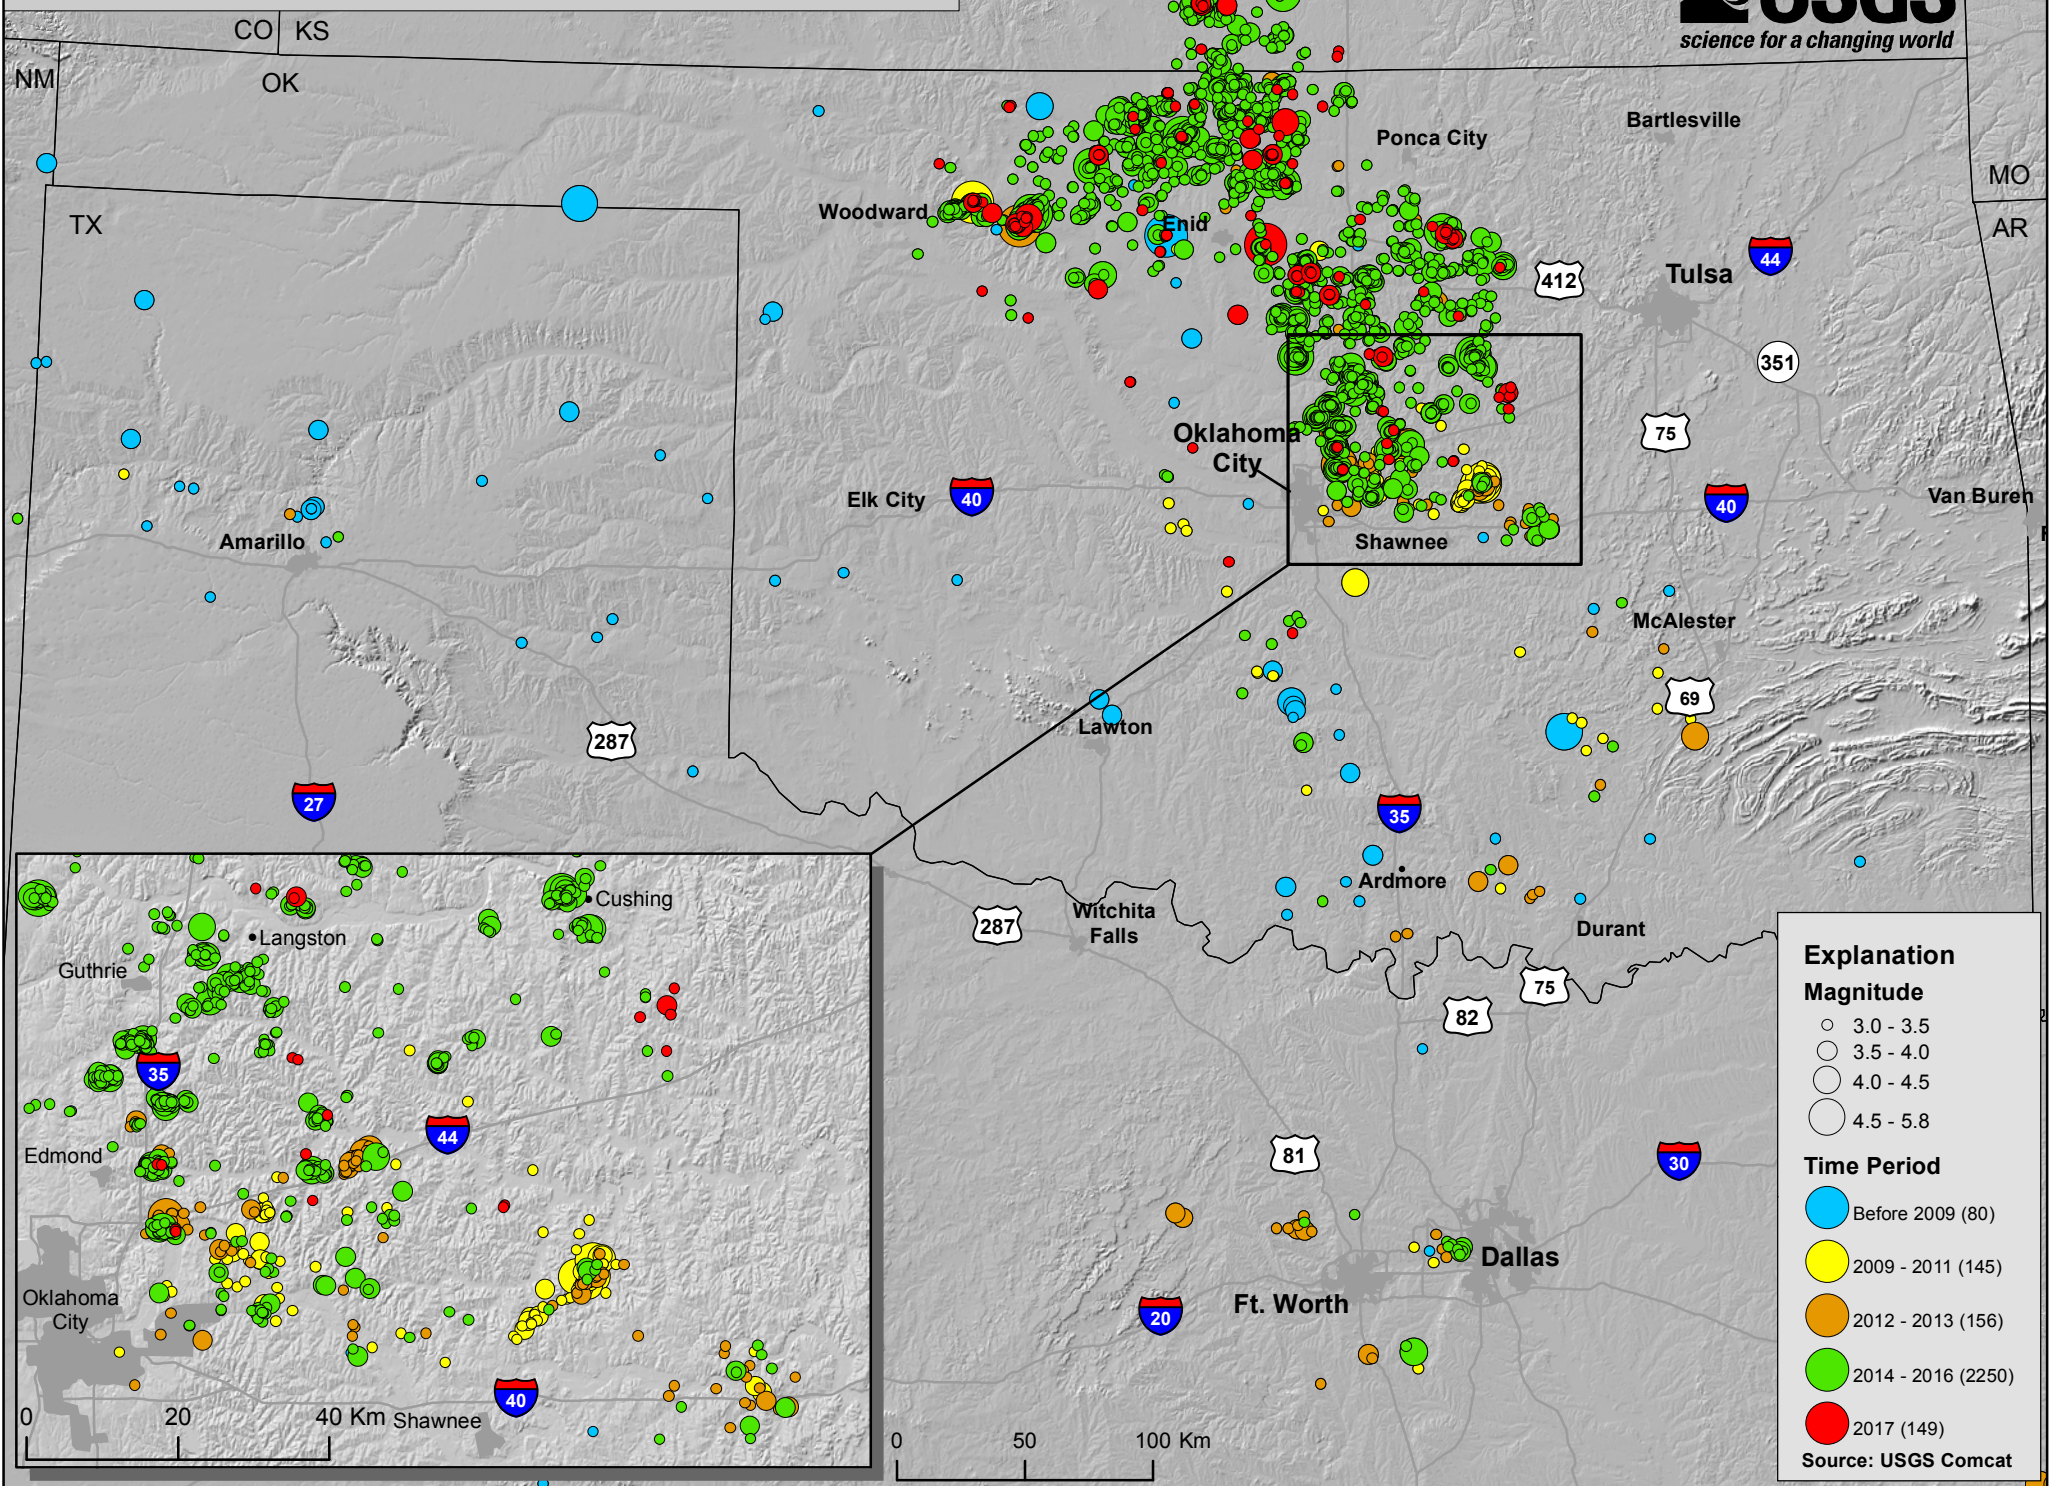 USGS
science for a changing world
CO
KS
NM
OK
TX
MO
AR
Bartlesville
Ponca City
Woodward
Enid
Tulsa
44
412
351
75
Oklahoma
City
Elk City
40
40
Van Buren
Amarillo
Shawnee
McAlester
69
Lawton
287
27
35
Ardmore
Durant
287
Witchita
Falls
75
82
81
30
Dallas
Ft. Worth
20
0
50
100 Km
Cushing
Langston
Guthrie
35
44
Edmond
Oklahoma
City
40
Shawnee
0
20
40 Km
Explanation
Magnitude
3.0 - 3.5
3.5 - 4.0
4.0 - 4.5
4.5 - 5.8
Time Period
Before 2009 (80)
2009 - 2011 (145)
2012 - 2013 (156)
2014 - 2016 (2250)
2017 (149)
Source: USGS Comcat